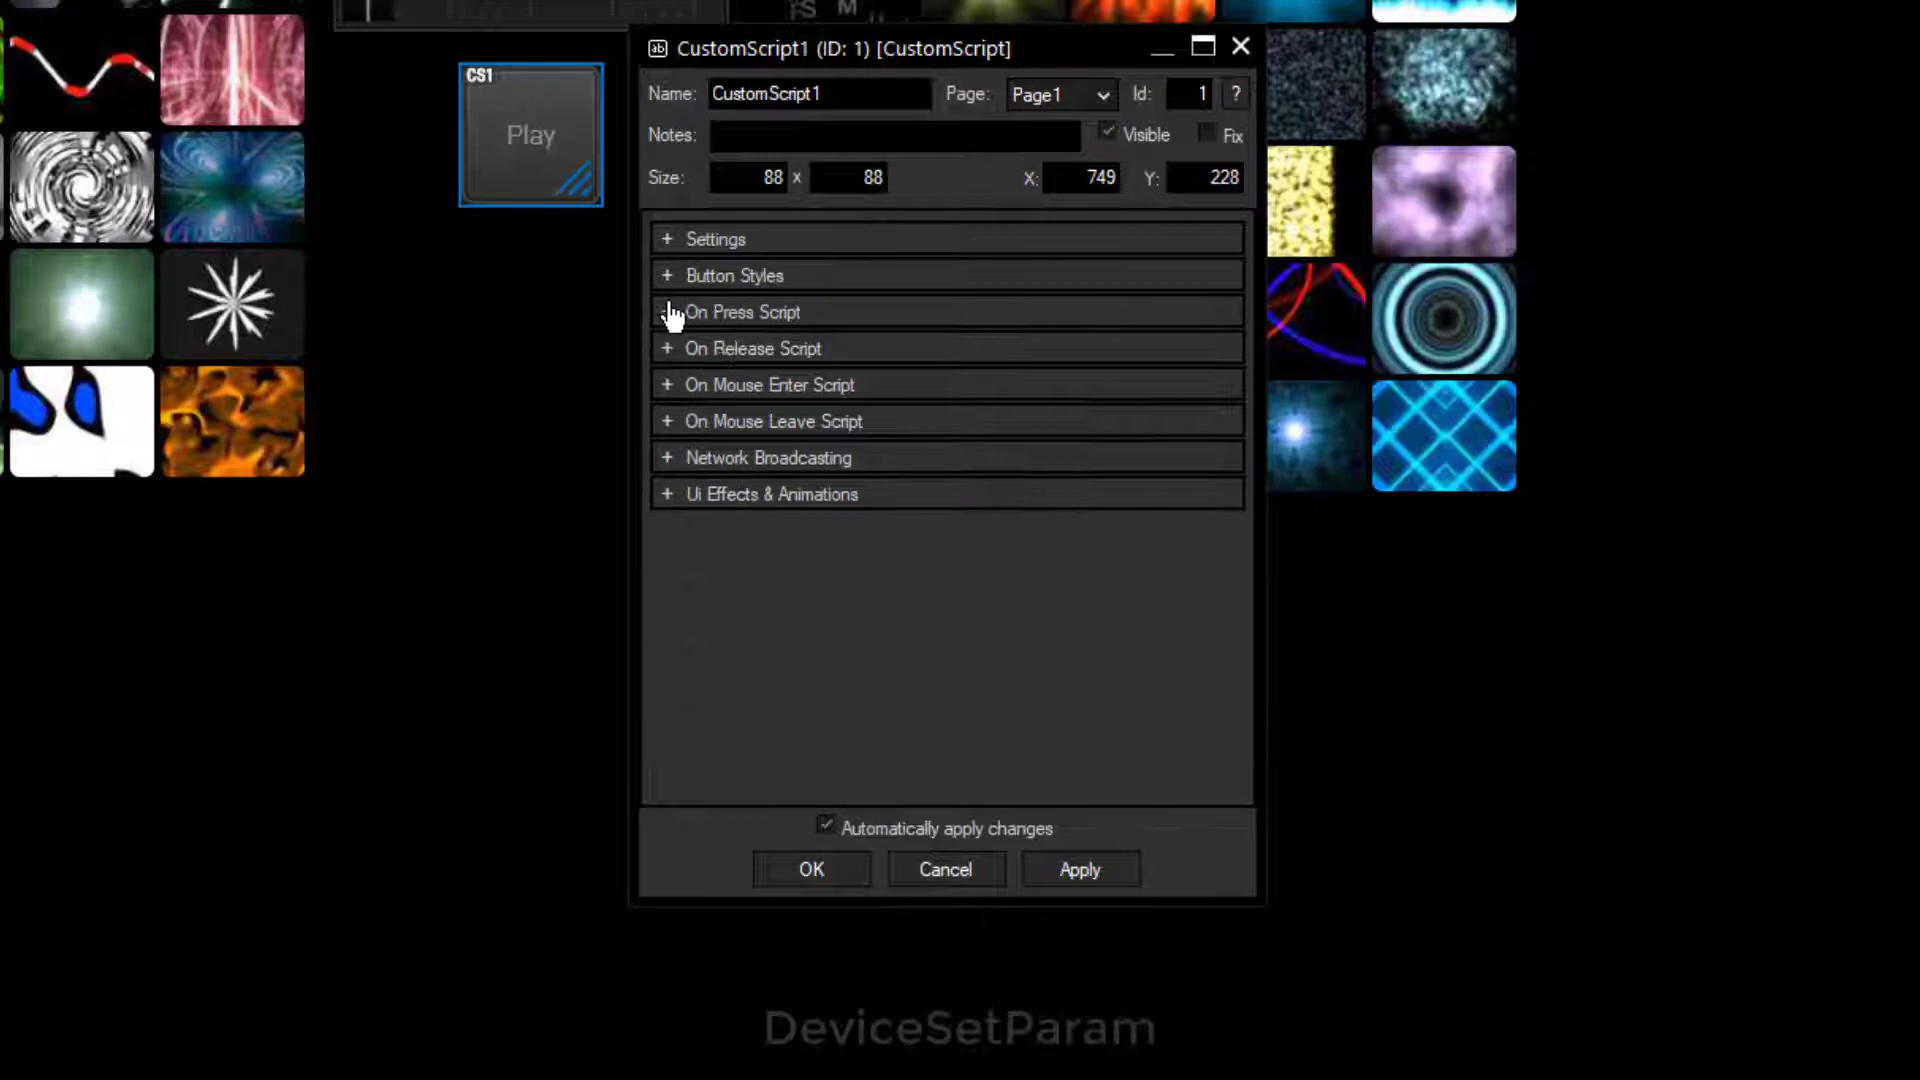 CustomScript1 (ID: 1) [CustomScript]
CS1
Play
Name: CustomScript1 Page: Page1 Id: 1 ?
Notes: Visible Fix
Size: 88 x 88 X: 749 Y: 228
+ Settings
+ Button Styles
On Press Script
+ On Release Script
+ On Mouse Enter Script
+ On Mouse Leave Script
+ Network Broadcasting
+ Ui Effects & Animations
Automatically apply changes
OK Cancel Apply
DeviceSetParam